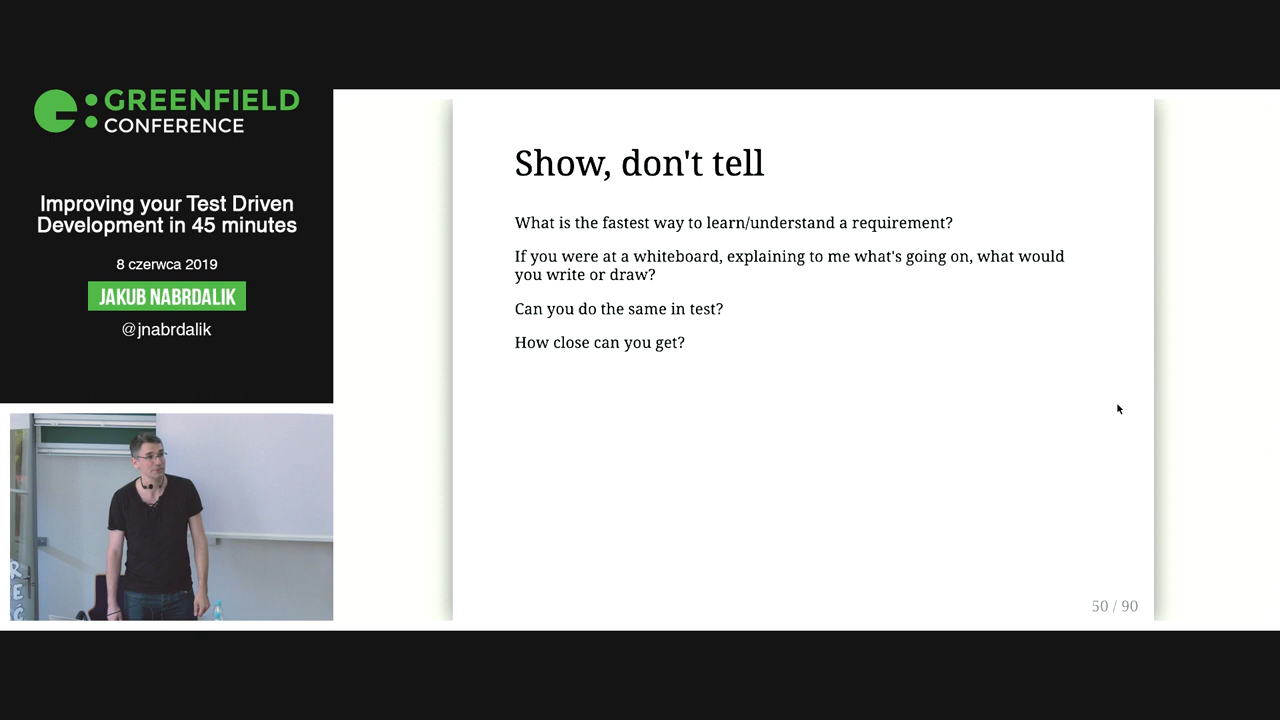 GREENFIELD
CONFERENCE
Improving your Test Driven
Development in 45 minutes
8 czerwca 2019
JAKUB NABRDALIK
@jnabrdalik
Show, don't tell
What is the fastest way to learn/understand a requirement?
If you were at a whiteboard, explaining to me what's going on, what would
you write or draw?
Can you do the same in test?
How close can you get?
50 / 90